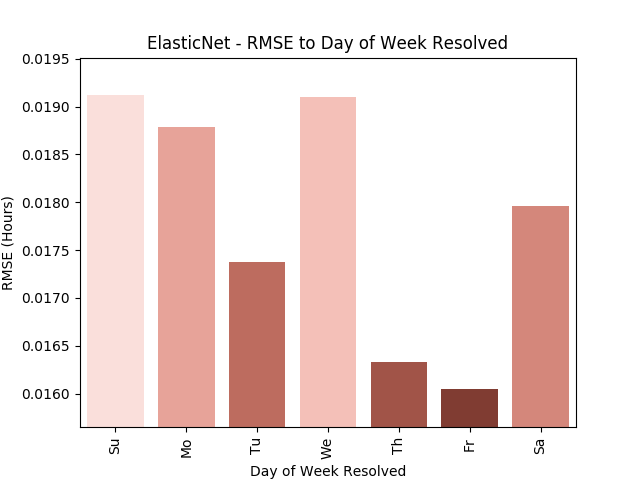 ElasticNet - RMSE to Day of Week Resolved
0.0195
0.0190
0.0185
0.0180
0.0175
0.0170
0.0165
0.0160
RMSE (Hours)
Su Mo Tu We Th Fr Sa
Day of Week Resolved